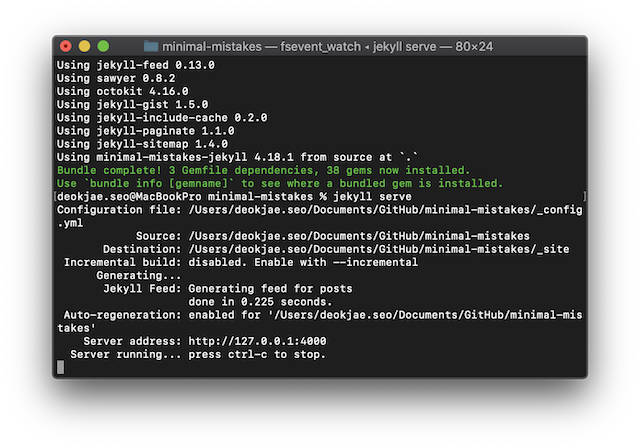 minimal-mistakes — fsevent_watch ◂ jekyll serve — 80×24
Using jekyll-feed 0.13.0
Using sawyer 0.8.2
Using octokit 4.16.0
Using jekyll-gist 1.5.0
Using jekyll-include-cache 0.2.0
Using jekyll-paginate 1.1.0
Using jekyll-sitemap 1.4.0
Using minimal-mistakes-jekyll 4.18.1 from source at `.`
Bundle complete! 3 Gemfile dependencies, 38 gems now installed.
Use `bundle info [gemname]` to see where a bundled gem is installed.
[deokjae.seo@MacBookPro minimal-mistakes % jekyll serve ]
Configuration file: /Users/deokjae.seo/Documents/GitHub/minimal-mistakes/_config
.yml
Source: /Users/deokjae.seo/Documents/GitHub/minimal-mistakes
Destination: /Users/deokjae.seo/Documents/GitHub/minimal-mistakes/_site
Incremental build: disabled. Enable with --incremental
Generating...
Jekyll Feed: Generating feed for posts
done in 0.225 seconds.
Auto-regeneration: enabled for '/Users/deokjae.seo/Documents/GitHub/minimal-mis
takes'
Server address: http://127.0.0.1:4000
Server running... press ctrl-c to stop.